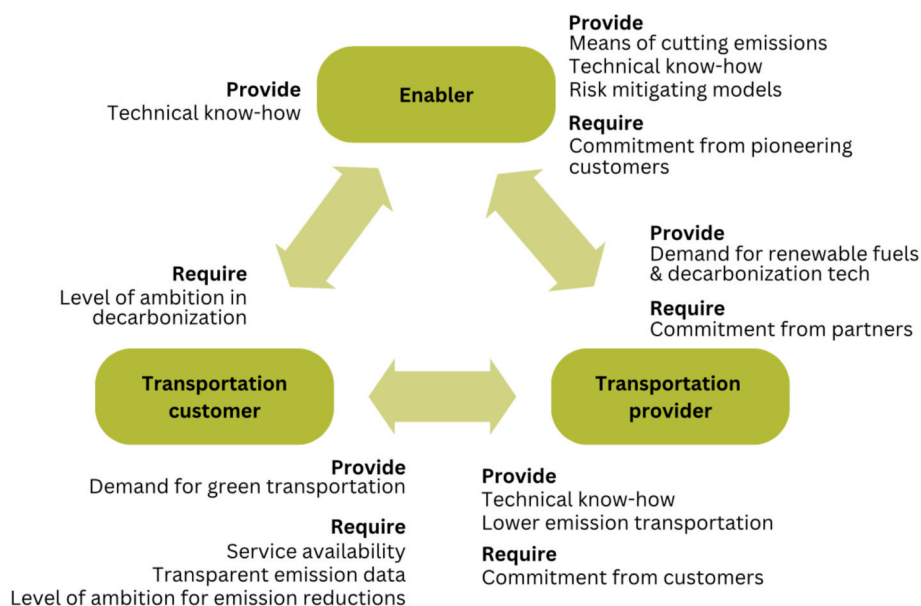 Provide
Technical know-how
Enabler
Provide
Means of cutting emissions
Technical know-how
Risk mitigating models
Require
Commitment from pioneering
customers
Require
Level of ambition in
decarbonization
Provide
Demand for renewable fuels
& decarbonization tech
Require
Commitment from partners
Transportation
customer
Transportation
provider
Provide
Demand for green transportation
Require
Service availability
Transparent emission data
Level of ambition for emission reductions
Provide
Technical know-how
Lower emission transportation
Require
Commitment from customers